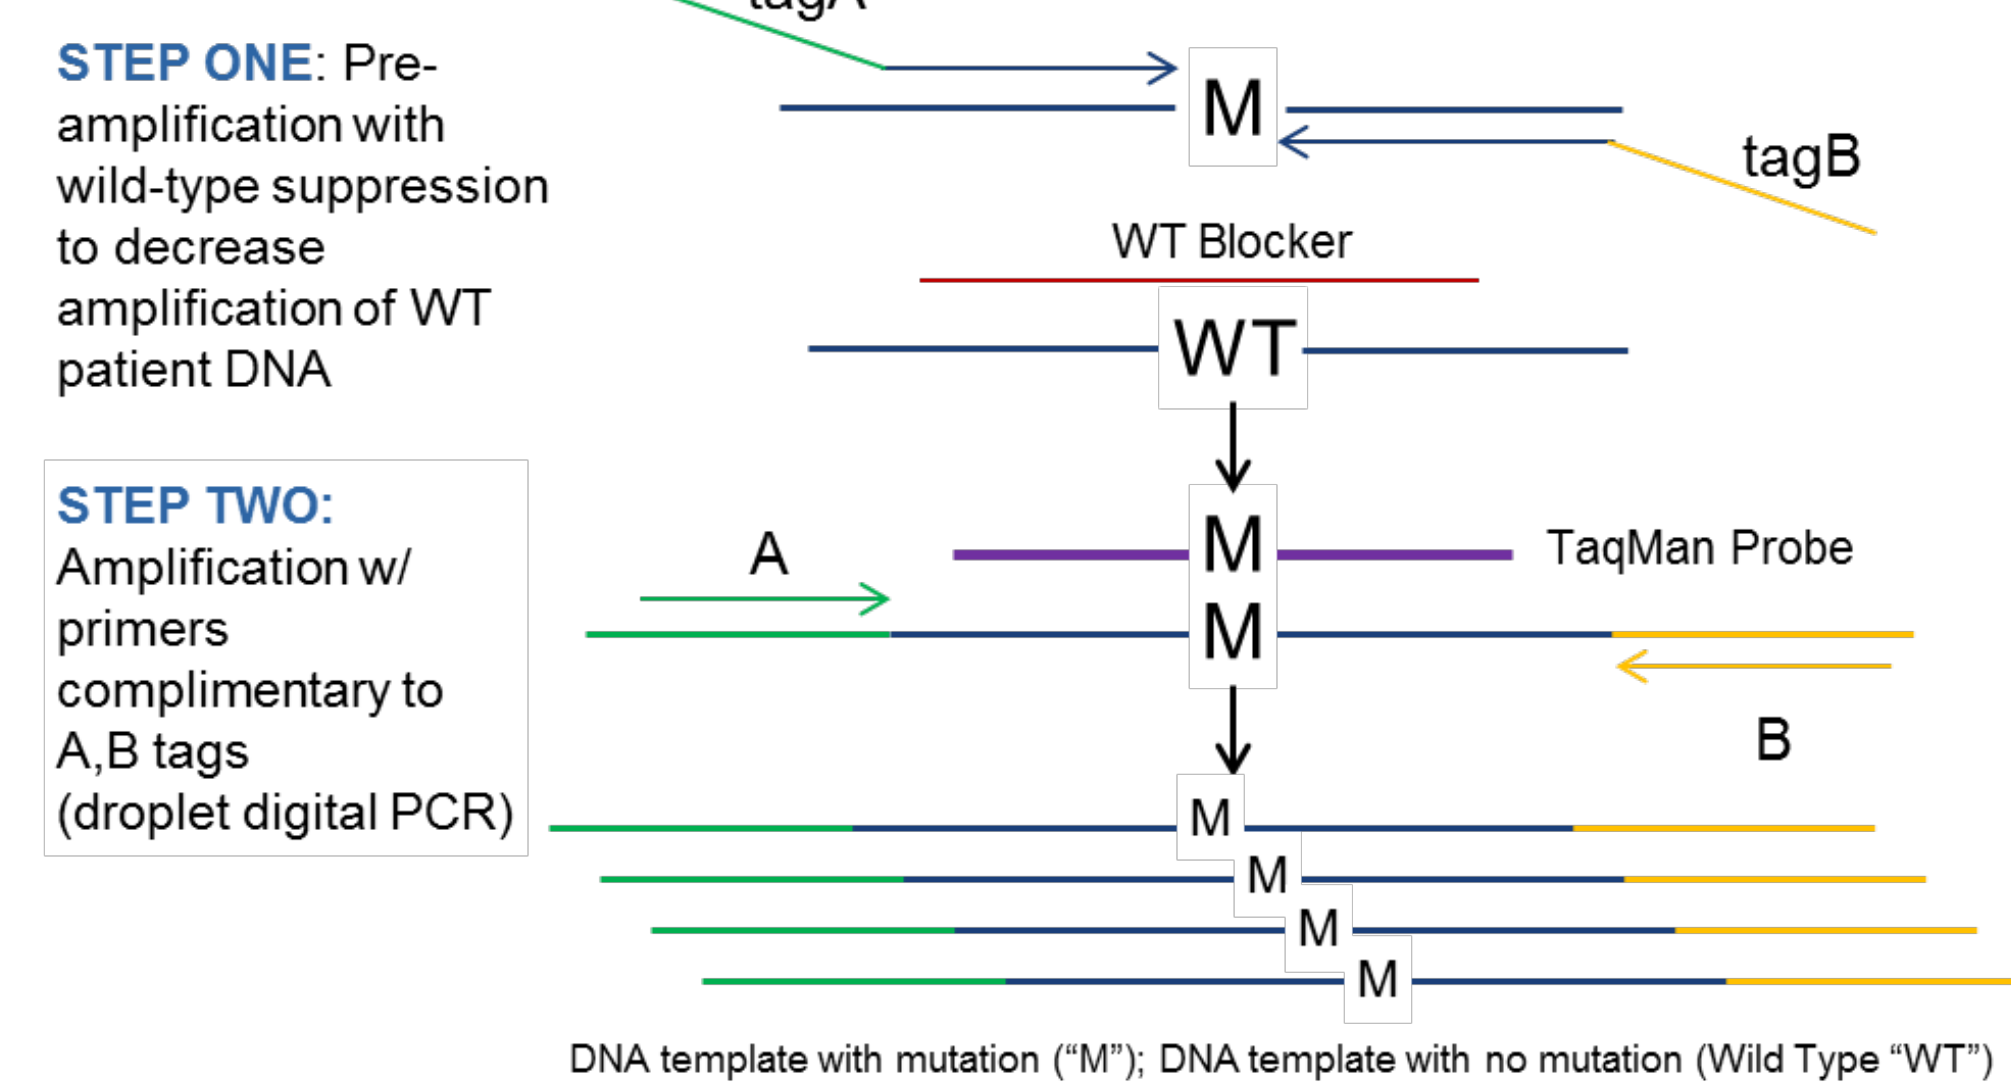 tagA
STEP ONE: Pre-
amplification with
wild-type suppression
to decrease
amplification of WT
patient DNA
M
tagB
WT Blocker
WT
STEP TWO:
Amplification w/
primers
complimentary to
A,B tags
(droplet digital PCR)
A
M
TaqMan Probe
M
B
M
M
M
M
DNA template with mutation (“M”); DNA template with no mutation (Wild Type “WT”)